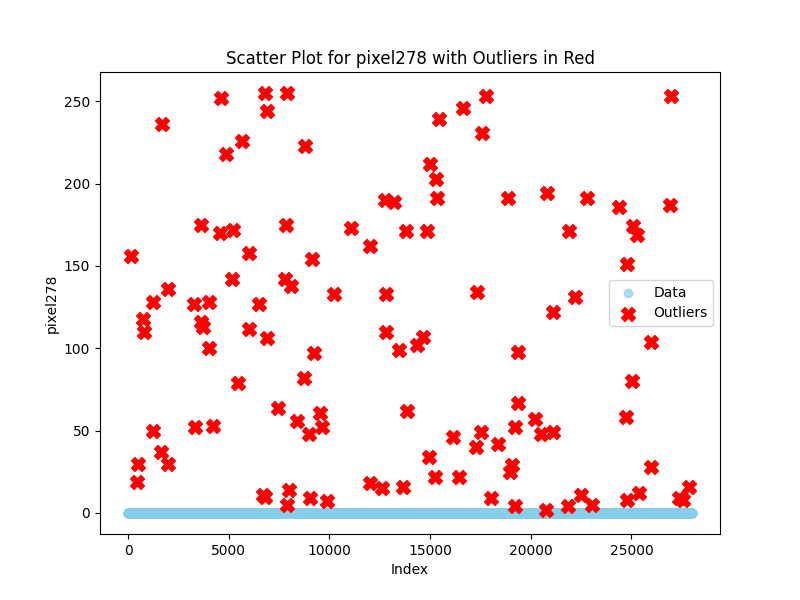 Scatter Plot for pixel278 with Outliers in Red
250
200
150
100
50
0
pixel278
Data
Outliers
0 5000 10000 15000 20000 25000
Index